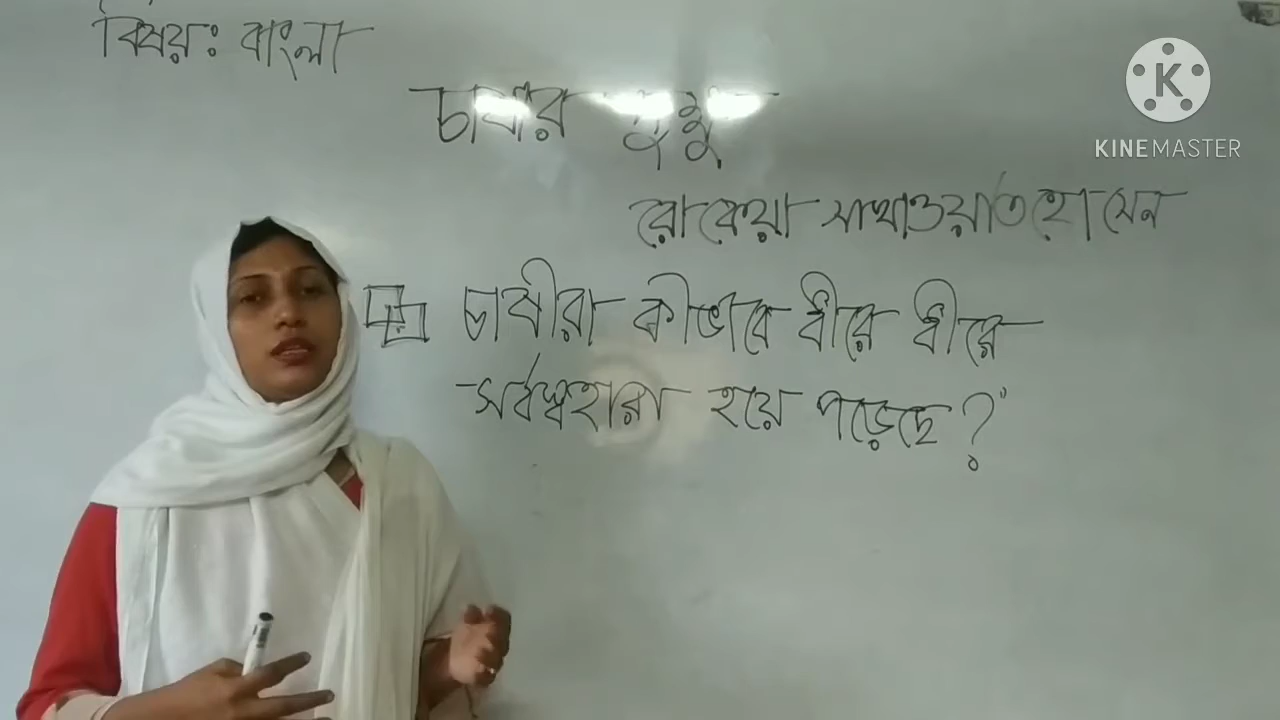 বিষয়ঃ বাংলা
চাষার দুক্ষু
রোকেয়া সাখাওয়াত হোসেন
চাষীরা কীভাবে ধীরে ধীরে
সর্বস্বহারা হয়ে পড়েছে?
KINEMASTER